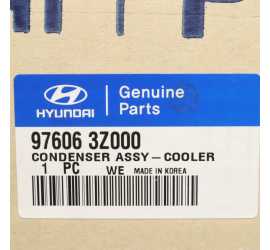 HYUNDAI
Genuine
Parts
97606 3Z000
CONDENSER ASSY-COOLER
1 PC WE MADE IN KOREA